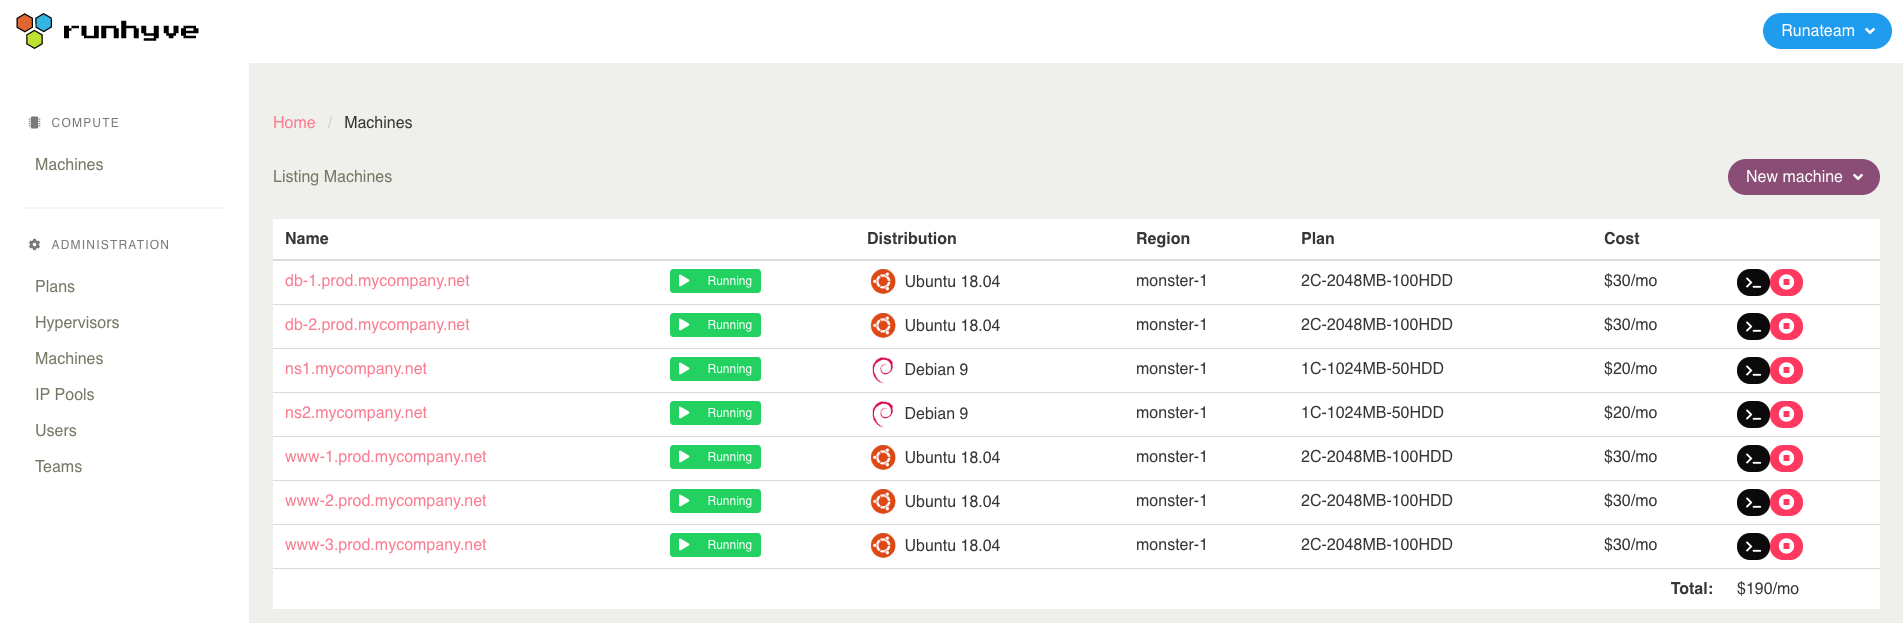 runhyve
Runateam
COMPUTE
Machines
ADMINISTRATION
Plans
Hypervisors
Machines
IP Pools
Users
Teams
Home / Machines
Listing Machines
New machine
Name Distribution Region Plan Cost
db-1.prod.mycompany.net Running Ubuntu 18.04 monster-1 2C-2048MB-100HDD $30/mo
db-2.prod.mycompany.net Running Ubuntu 18.04 monster-1 2C-2048MB-100HDD $30/mo
ns1.mycompany.net Running Debian 9 monster-1 1C-1024MB-50HDD $20/mo
ns2.mycompany.net Running Debian 9 monster-1 1C-1024MB-50HDD $20/mo
www-1.prod.mycompany.net Running Ubuntu 18.04 monster-1 2C-2048MB-100HDD $30/mo
www-2.prod.mycompany.net Running Ubuntu 18.04 monster-1 2C-2048MB-100HDD $30/mo
www-3.prod.mycompany.net Running Ubuntu 18.04 monster-1 2C-2048MB-100HDD $30/mo
Total: $190/mo